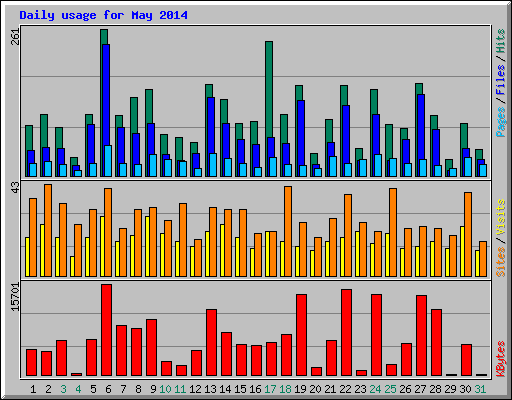 Daily usage for May 2014
261
Pages / Files / Hits
43
Sites / Visits
15701
KBytes
1 2 3 4 5 6 7 8 9 10 11 12 13 14 15 16 17 18 19 20 21 22 23 24 25 26 27 28 29 30 31